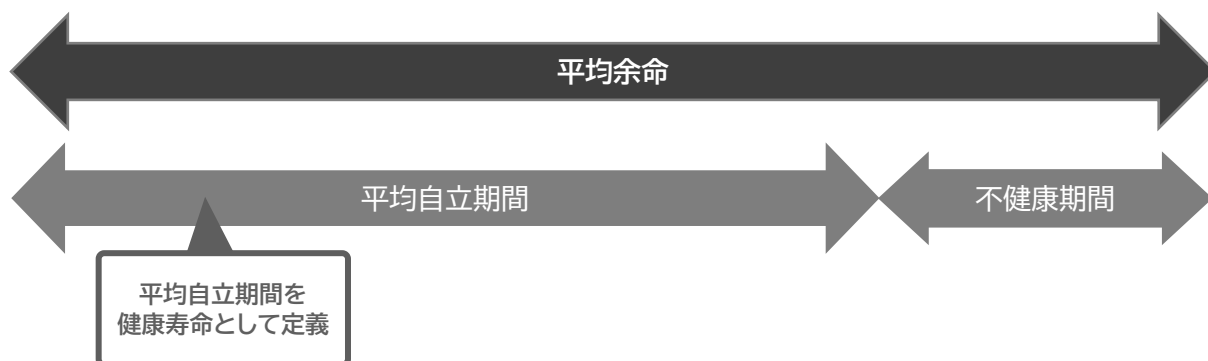 平均余命
平均自立期間
不健康期間
平均自立期間を
健康寿命として定義